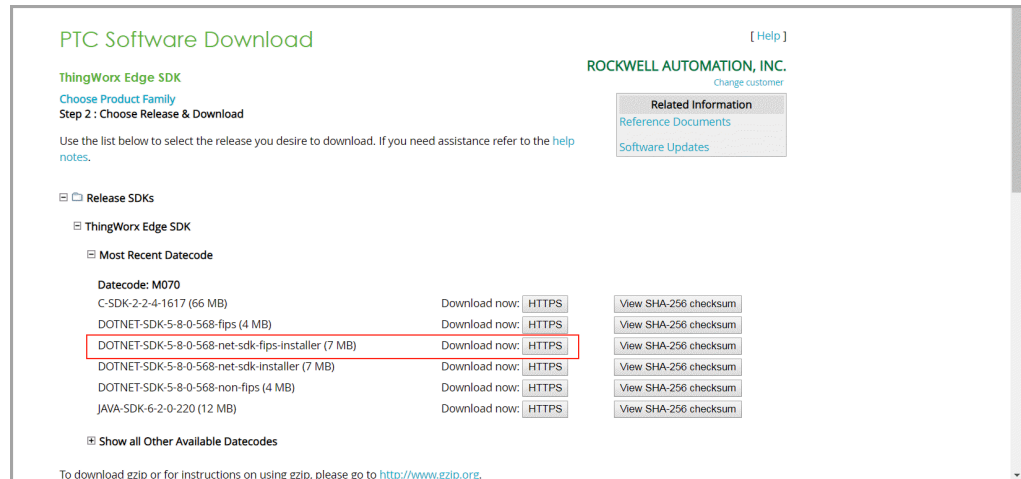 PTC Software Download
[ Help ]
ROCKWELL AUTOMATION, INC.
Change customer
ThingWorx Edge SDK
Choose Product Family
Step 2 : Choose Release & Download
Related Information
Reference Documents
Software Updates
Use the list below to select the release you desire to download. If you need assistance refer to the help
notes.
Release SDKs
ThingWorx Edge SDK
Most Recent Datecode
Datecode: M070
C-SDK-2-2-4-1617 (66 MB) Download now: HTTPS View SHA-256 checksum
DOTNET-SDK-5-8-0-568-fips (4 MB) Download now: HTTPS View SHA-256 checksum
DOTNET-SDK-5-8-0-568-net-sdk-fips-installer (7 MB) Download now: HTTPS View SHA-256 checksum
DOTNET-SDK-5-8-0-568-net-sdk-installer (7 MB) Download now: HTTPS View SHA-256 checksum
DOTNET-SDK-5-8-0-568-non-fips (4 MB) Download now: HTTPS View SHA-256 checksum
JAVA-SDK-6-2-0-220 (12 MB) Download now: HTTPS View SHA-256 checksum
Show all Other Available Datecodes
To download gzip or for instructions on using gzip, please go to http://www.gzip.org.